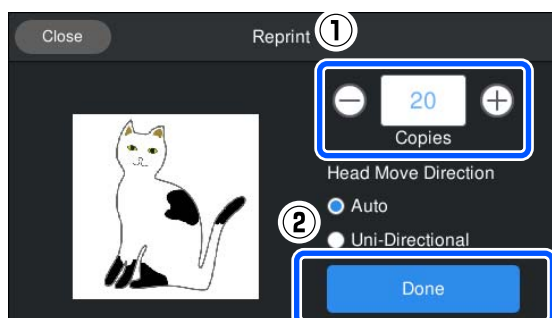 Close
Reprint
①
20
Copies
Head Move Direction
Auto
②
Uni-Directional
Done